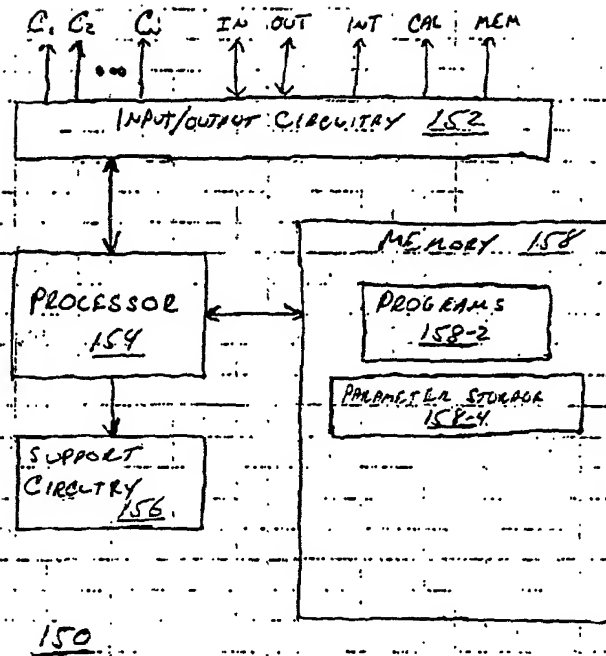 C1 C2 ... CN IN OUT INT CAL MEM
INPUT/OUTPUT CIRCUITRY 152
MEMORY 158
PROCESSOR
154
PROGRAMS
158-2
PARAMETER STORAGE
158-4
SUPPORT
CIRCUITRY
156
150